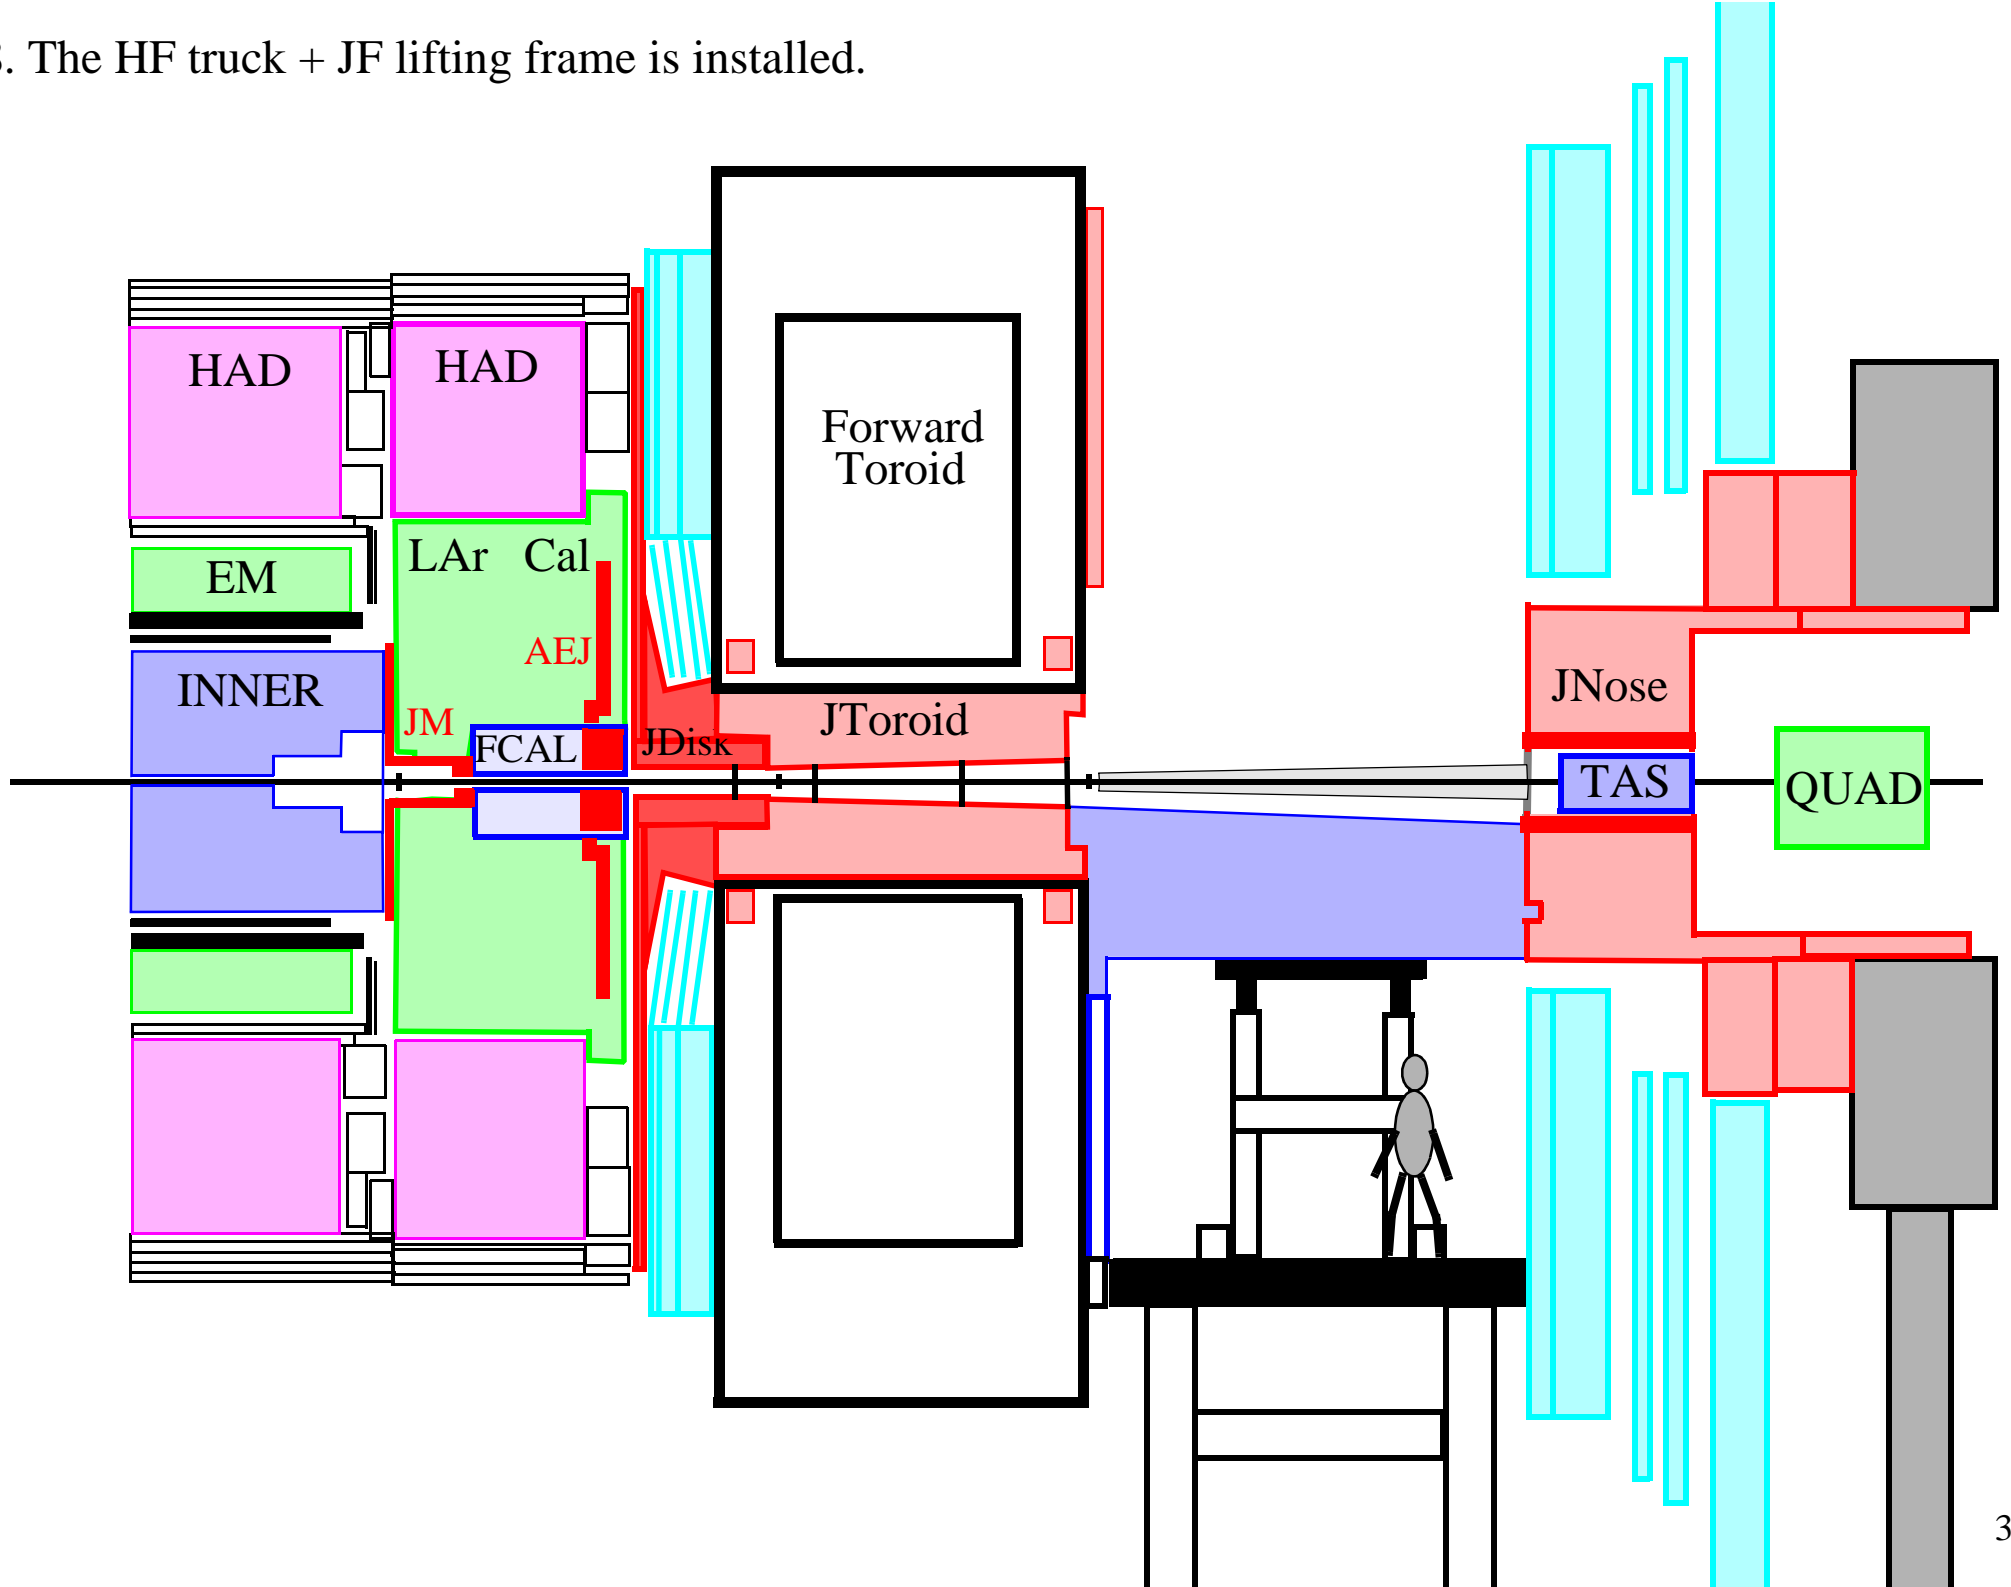 . The HF truck + JF lifting frame is installed.
HAD
HAD
Forward
Toroid
LAr Cal
EM
AEJ
INNER
JM
FCAL
JDisk
JToroid
JNose
TAS
QUAD
3